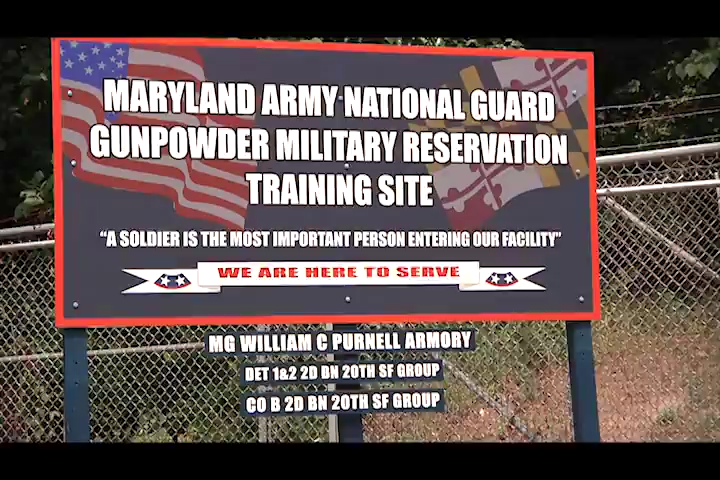 MARYLAND ARMY NATIONAL GUARD
GUNPOWDER MILITARY RESERVATION
TRAINING SITE
"A SOLDIER IS THE MOST IMPORTANT PERSON ENTERING OUR FACILITY"
WE ARE HERE TO SERVE
MG WILLIAM C PURNELL ARMORY
DET 1&2 2D BN 20TH SF GROUP
CO B 2D BN 20TH SF GROUP